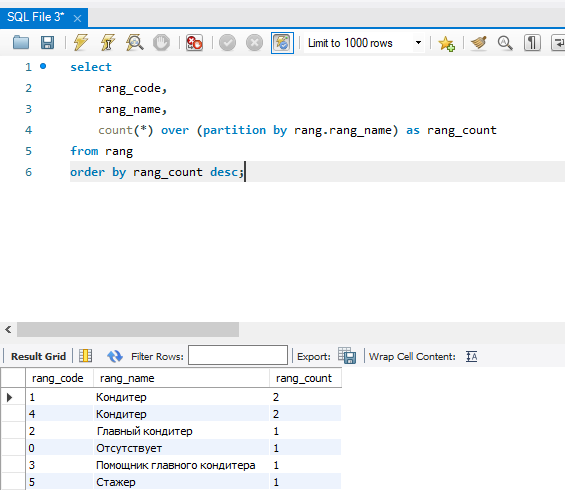 SQL File 3*
Limit to 1000 rows
1 select
2 rang_code,
3 rang_name,
4 count(*) over (partition by rang.rang_name) as rang_count
5 from rang
6 order by rang_count desc;
Result Grid Filter Rows: Export: Wrap Cell Content:
rang_code rang_name rang_count
1 Кондитер 2
4 Кондитер 2
2 Главный кондитер 1
0 Отсутствует 1
3 Помощник главного кондитера 1
5 Стажер 1